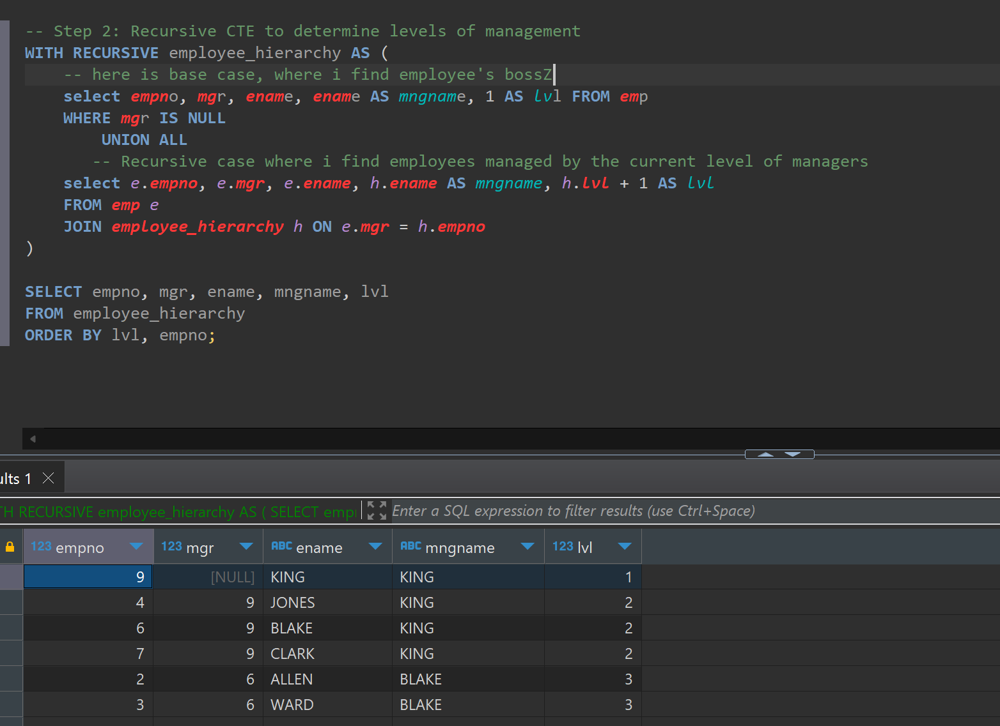 -- Step 2: Recursive CTE to determine levels of management
WITH RECURSIVE employee_hierarchy AS (
-- here is base case, where i find employee's bossZ
select empno, mgr, ename, ename AS mngname, 1 AS lvl FROM emp
WHERE mgr IS NULL
UNION ALL
-- Recursive case where i find employees managed by the current level of managers
select e.empno, e.mgr, e.ename, h.ename AS mngname, h.lvl + 1 AS lvl
FROM emp e
JOIN employee_hierarchy h ON e.mgr = h.empno
)
SELECT empno, mgr, ename, mngname, lvl
FROM employee_hierarchy
ORDER BY lvl, empno;
ults 1
TH RECURSIVE employee_hierarchy AS ( SELECT emp Enter a SQL expression to filter results (use Ctrl+Space)
123 empno 123 mgr ABC ename ABC mngname 123 lvl
9 [NULL] KING KING 1
4 9 JONES KING 2
6 9 BLAKE KING 2
7 9 CLARK KING 2
2 6 ALLEN BLAKE 3
3 6 WARD BLAKE 3